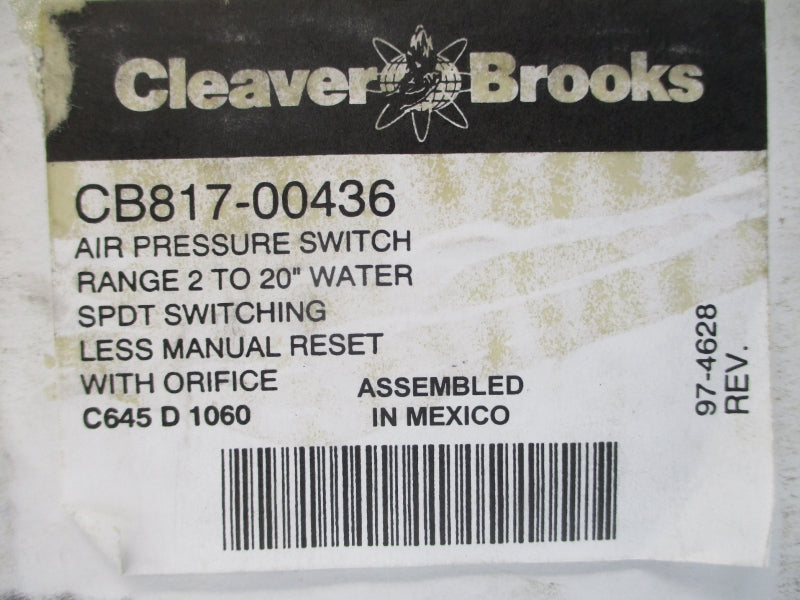 Cleaver Brooks
CB817-00436
AIR PRESSURE SWITCH
RANGE 2 TO 20" WATER
SPDT SWITCHING
LESS MANUAL RESET
WITH ORIFICE
C645 D 1060
ASSEMBLED
IN MEXICO
97-4628
REV.